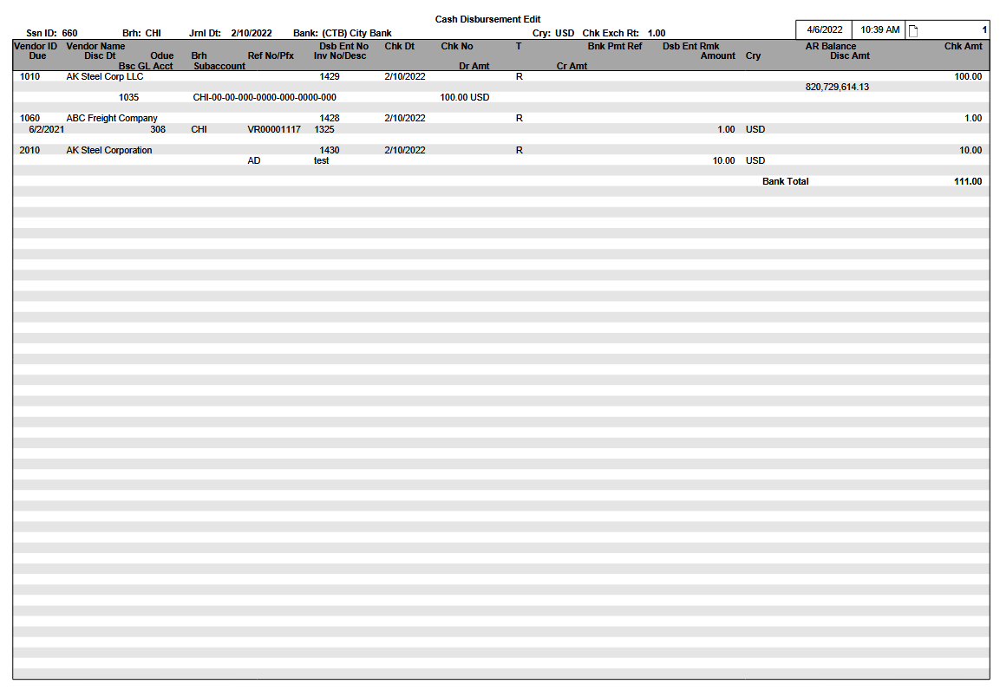 Cash Disbursement Edit
Ssn ID: 660 Brh: CHI Jrnl Dt: 2/10/2022 Bank: (CTB) City Bank Cry: USD Chk Exch Rt: 1.00 4/6/2022 10:39 AM 1
Vendor ID Vendor Name Dsb Ent No Chk Dt Chk No T Bnk Pmt Ref Dsb Ent Rmk AR Balance Chk Amt
Due Disc Dt Odue Brh Ref No/Pfx Inv No/Desc Amount Cry Disc Amt
Bsc GL Acct Subaccount Dr Amt Cr Amt
1010 AK Steel Corp LLC 1429 2/10/2022 R 100.00
820,729,614.13
1035 CHI-00-00-000-0000-000-0000-000 100.00 USD
1060 ABC Freight Company 1428 2/10/2022 R 1.00
6/2/2021 308 CHI VR00001117 1325 1.00 USD
2010 AK Steel Corporation 1430 2/10/2022 R 10.00
AD test 10.00 USD
Bank Total 111.00